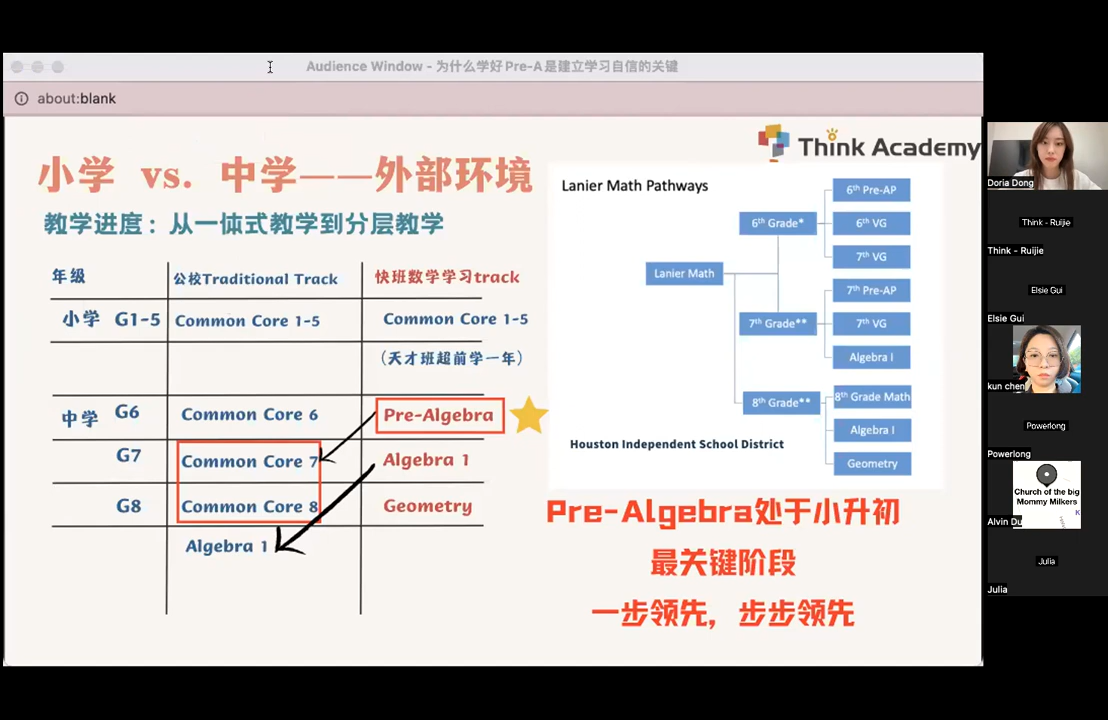 Audience Window - 为什么学好Pre-A是建立学习自信的关键
about:blank
Think Academy
小学 vs. 中学——外部环境
教学进度：从一体式教学到分层教学
年级
公校Traditional Track
快班数学学习track
小学 G1-5
Common Core 1-5
Common Core 1-5
（天才班超前学一年）
中学 G6
Common Core 6
Pre-Algebra
G7
Common Core 7
Algebra 1
G8
Common Core 8
Geometry
Algebra 1
Lanier Math Pathways
Lanier Math
6th Grade*
6th Pre-AP
6th VG
7th VG
7th Grade**
7th Pre-AP
7th VG
Algebra I
8th Grade**
8th Grade Math
Algebra I
Geometry
Houston Independent School District
Pre-Algebra处于小升初
最关键阶段
一步领先，步步领先
Doria Dong
Think - Ruijie
Think - Ruijie
Elsie Gui
Elsie Gui
kun chen
Powerlong
Powerlong
Church of the big
Mommy Milkers
K
Alvin Du
Julia
Julia